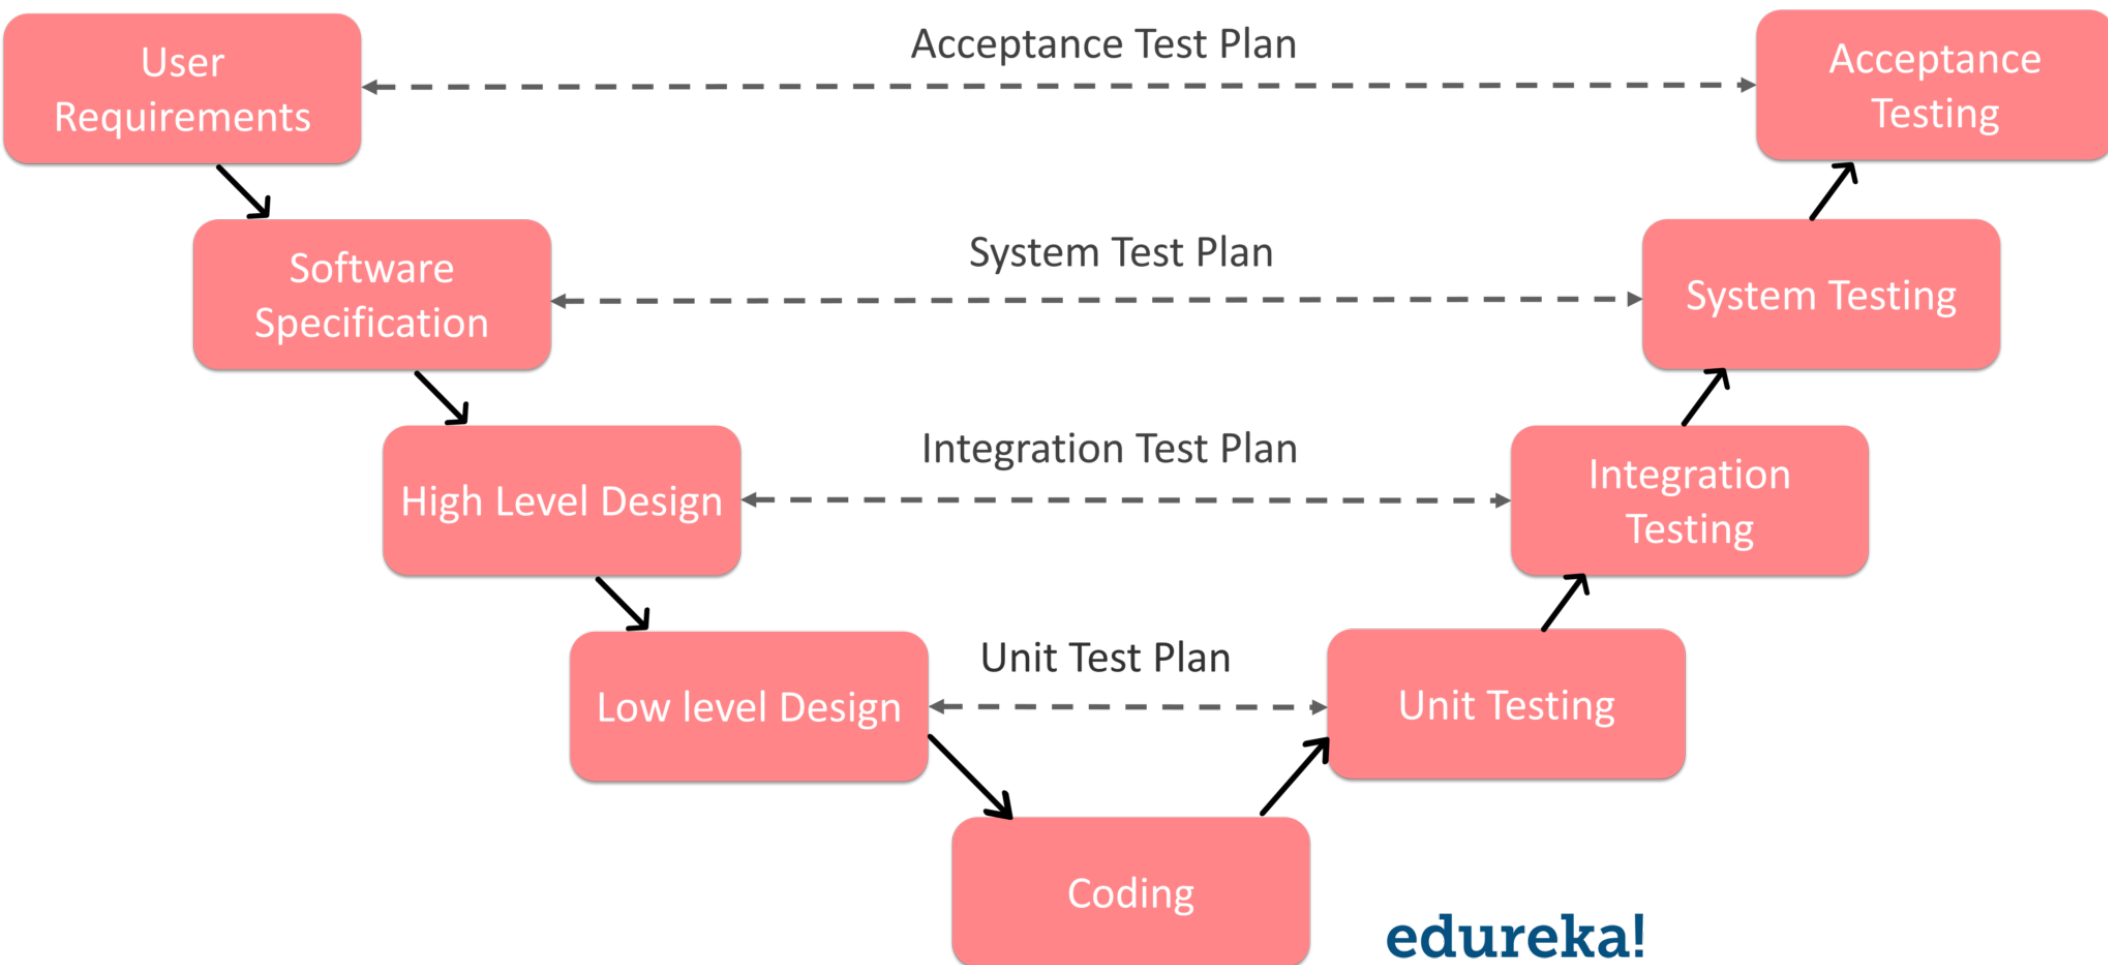 User
Requirements
Acceptance Test Plan
Acceptance
Testing
Software
Specification
System Test Plan
System Testing
High Level Design
Integration Test Plan
Integration
Testing
Low level Design
Unit Test Plan
Unit Testing
Coding
edureka!